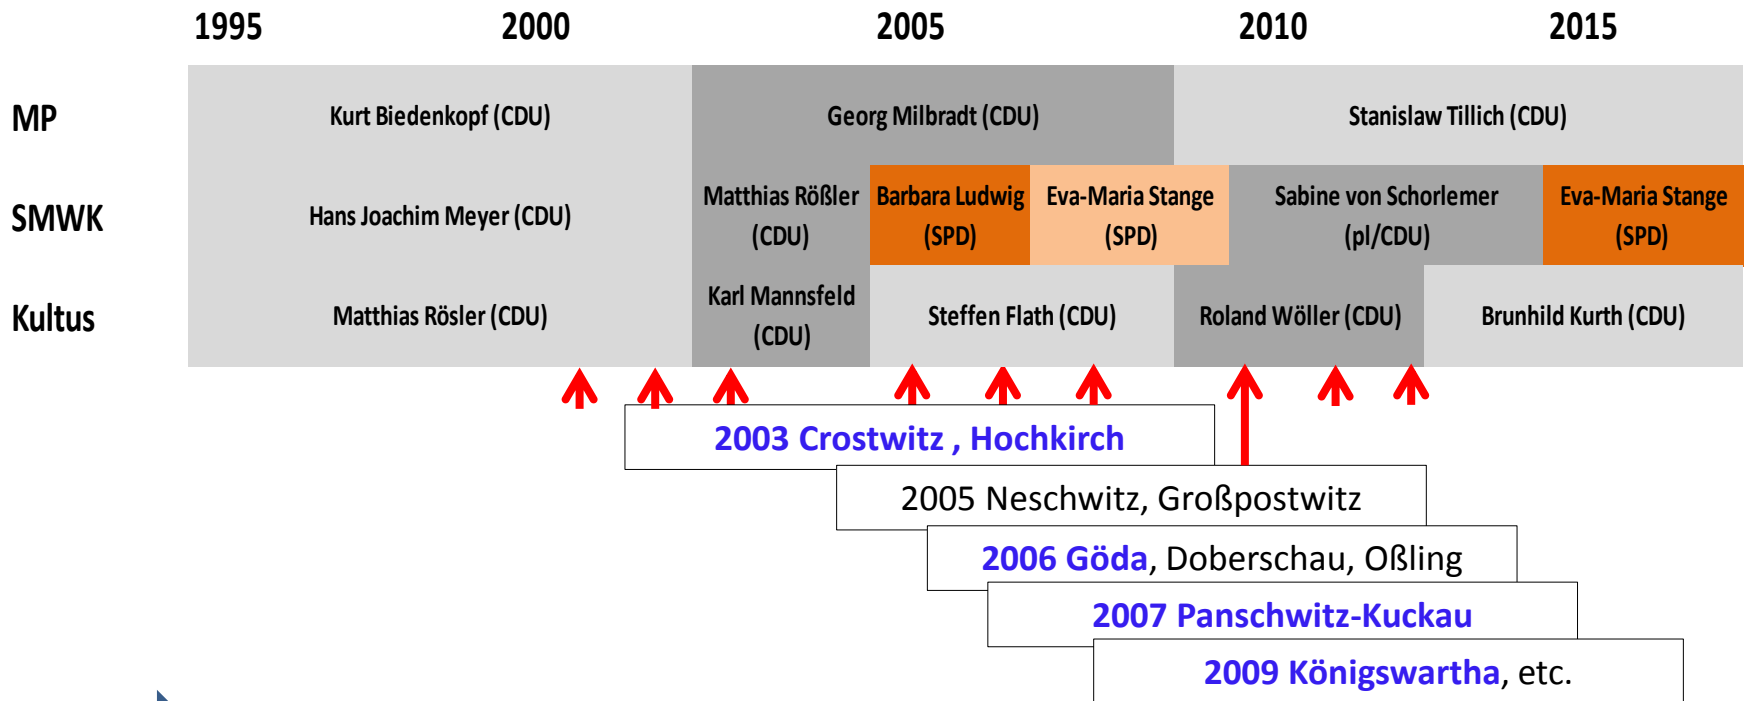 1995 2000 2005 2010 2015
MP Kurt Biedenkopf (CDU) Georg Milbradt (CDU) Stanislaw Tillich (CDU)
SMWK Hans Joachim Meyer (CDU) Matthias Rößler (CDU) Barbara Ludwig (SPD) Eva-Maria Stange (SPD) Sabine von Schorlemer (pl/CDU) Eva-Maria Stange (SPD)
Kultus Matthias Rösler (CDU) Karl Mannsfeld (CDU) Steffen Flath (CDU) Roland Wöller (CDU) Brunhild Kurth (CDU)
2003 Crostwitz , Hochkirch
2005 Neschwitz, Großpostwitz
2006 Göda, Doberschau, Oßling
2007 Panschwitz-Kuckau
2009 Königswartha, etc.